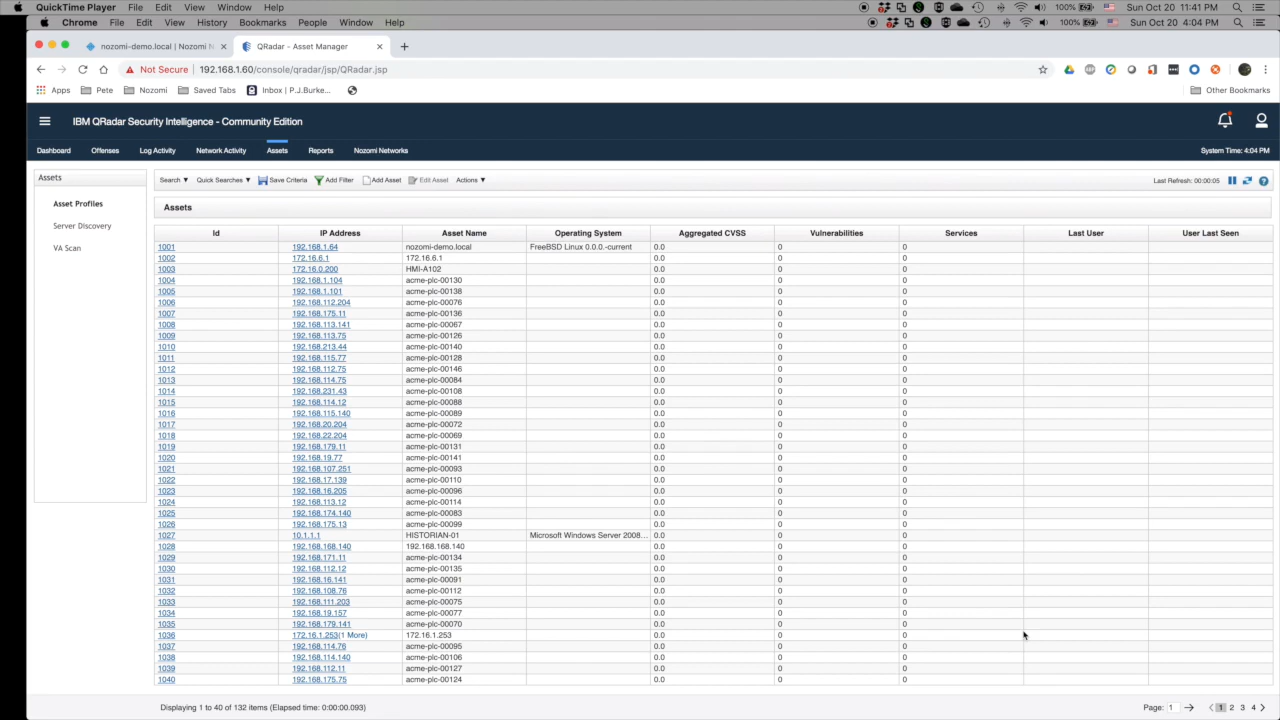 QuickTime Player File Edit View Window Help 100% Sun Oct 20 11:41 PM
Chrome File Edit View History Bookmarks People Window Help 100% Sun Oct 20 4:04 PM
nozomi-demo.local | Nozomi N QRadar - Asset Manager
Not Secure 192.168.1.60/console/qradar/jsp/QRadar.jsp
Apps Pete Nozomi Saved Tabs Inbox | P.J.Burke... Other Bookmarks
IBM QRadar Security Intelligence - Community Edition
Dashboard Offenses Log Activity Network Activity Assets Reports Nozomi Networks System Time: 4:04 PM
Assets
Asset Profiles
Server Discovery
VA Scan
Search Quick Searches Save Criteria Add Filter Add Asset Edit Asset Actions Last Refresh: 00:00:05
Assets
Id IP Address Asset Name Operating System Aggregated CVSS Vulnerabilities Services Last User User Last Seen
1001 192.168.1.64 nozomi-demo.local FreeBSD Linux 0.0.0.-current 0.0 0 0
1002 172.16.6.1 172.16.6.1 0.0 0 0
1003 172.16.0.200 HMI-A102 0.0 0 0
1004 192.168.1.104 acme-plc-00130 0.0 0 0
1005 192.168.1.101 acme-plc-00138 0.0 0 0
1006 192.168.112.204 acme-plc-00076 0.0 0 0
1007 192.168.175.11 acme-plc-00136 0.0 0 0
1008 192.168.113.141 acme-plc-00067 0.0 0 0
1009 192.168.113.75 acme-plc-00126 0.0 0 0
1010 192.168.213.44 acme-plc-00140 0.0 0 0
1011 192.168.115.77 acme-plc-00128 0.0 0 0
1012 192.168.112.75 acme-plc-00146 0.0 0 0
1013 192.168.114.75 acme-plc-00084 0.0 0 0
1014 192.168.231.43 acme-plc-00108 0.0 0 0
1015 192.168.114.12 acme-plc-00088 0.0 0 0
1016 192.168.115.140 acme-plc-00089 0.0 0 0
1017 192.168.20.204 acme-plc-00072 0.0 0 0
1018 192.168.22.204 acme-plc-00069 0.0 0 0
1019 192.168.179.11 acme-plc-00131 0.0 0 0
1020 192.168.19.77 acme-plc-00141 0.0 0 0
1021 192.168.107.251 acme-plc-00093 0.0 0 0
1022 192.168.17.139 acme-plc-00110 0.0 0 0
1023 192.168.16.205 acme-plc-00096 0.0 0 0
1024 192.168.113.12 acme-plc-00114 0.0 0 0
1025 192.168.174.140 acme-plc-00083 0.0 0 0
1026 192.168.175.13 acme-plc-00099 0.0 0 0
1027 10.1.1.1 HISTORIAN-01 Microsoft Windows Server 2008... 0.0 0 0
1028 192.168.168.140 192.168.168.140 0.0 0 0
1029 192.168.171.11 acme-plc-00134 0.0 0 0
1030 192.168.112.12 acme-plc-00135 0.0 0 0
1031 192.168.16.141 acme-plc-00091 0.0 0 0
1032 192.168.108.76 acme-plc-00112 0.0 0 0
1033 192.168.111.203 acme-plc-00075 0.0 0 0
1034 192.168.19.157 acme-plc-00077 0.0 0 0
1035 192.168.179.141 acme-plc-00070 0.0 0 0
1036 172.16.1.253(1 More) 172.16.1.253 0.0 0 0
1037 192.168.114.76 acme-plc-00095 0.0 0 0
1038 192.168.114.140 acme-plc-00106 0.0 0 0
1039 192.168.112.11 acme-plc-00127 0.0 0 0
1040 192.168.175.75 acme-plc-00124 0.0 0 0
Displaying 1 to 40 of 132 items (Elapsed time: 0:00:00.093) Page: 1 1 2 3 4